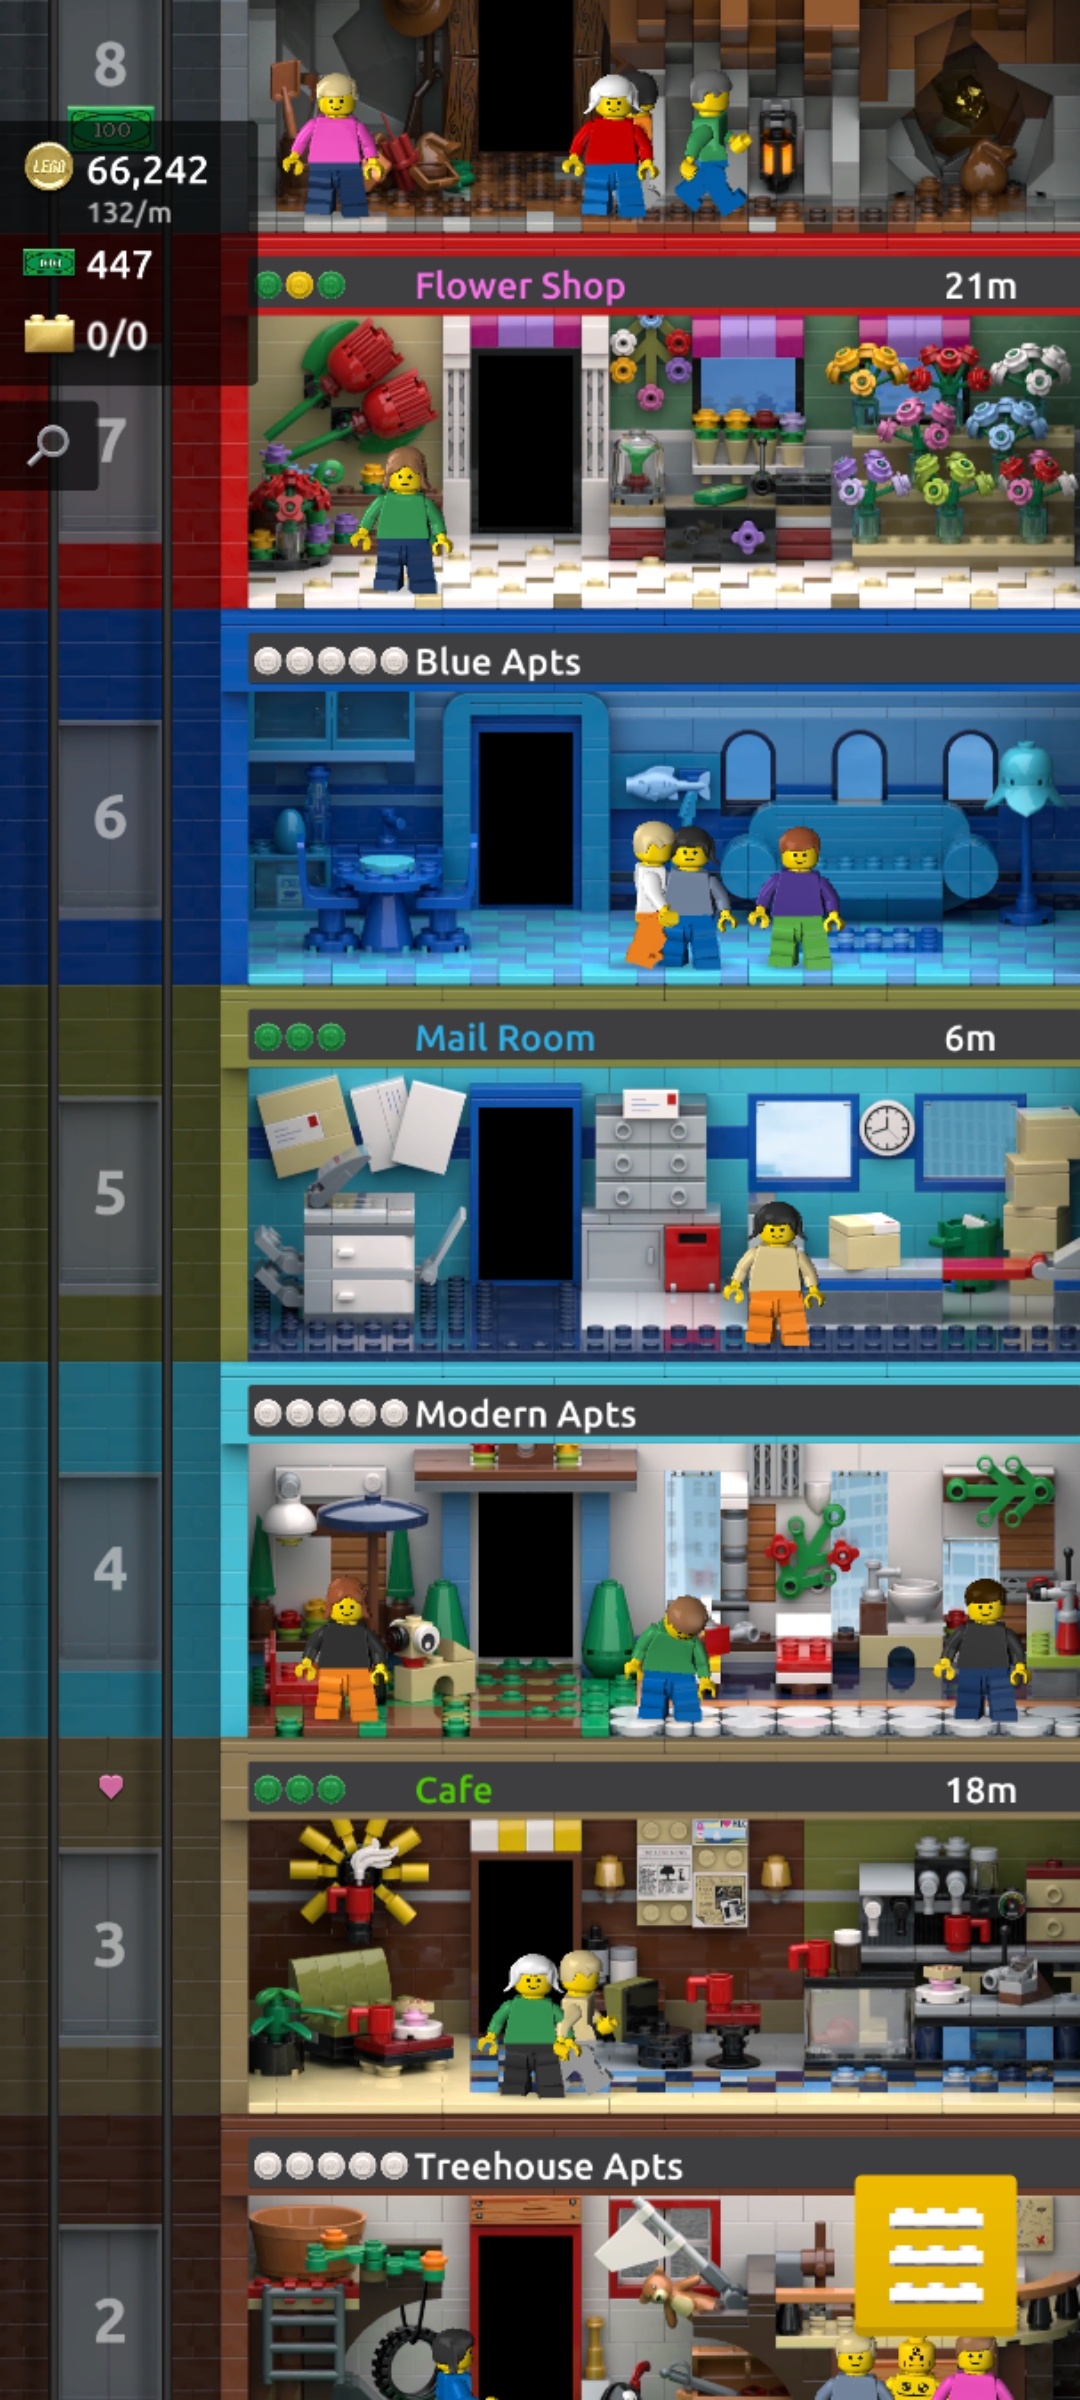 8
100
LEGO
66,242
132/m
447
0/0
Flower Shop
21m
7
Blue Apts
6
Mail Room
6m
5
Modern Apts
4
Cafe
18m
3
Treehouse Apts
2